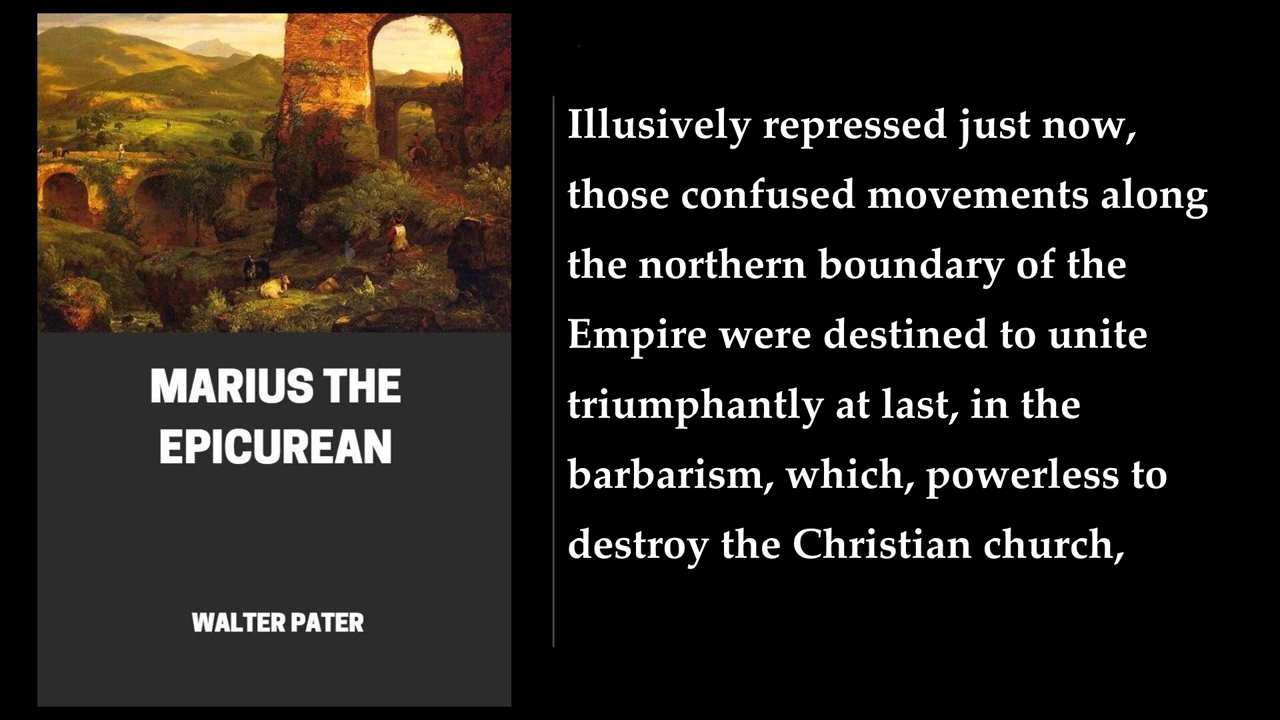 MARIUS THE
EPICUREAN
WALTER PATER
Illusively repressed just now,
those confused movements along
the northern boundary of the
Empire were destined to unite
triumphantly at last, in the
barbarism, which, powerless to
destroy the Christian church,